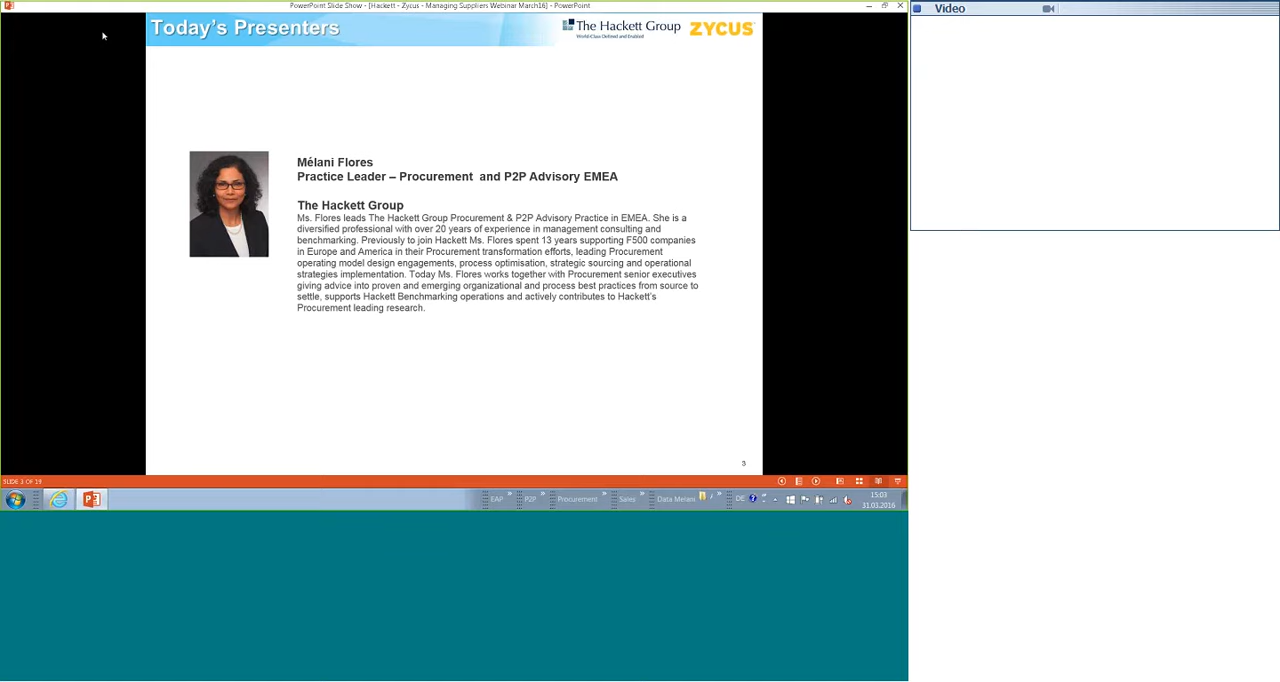 PowerPoint Slide Show - [Hackett - Zycus - Managing Suppliers Webinar March16] - PowerPoint
Video
Today's Presenters
The Hackett Group
World-Class Defined and Enabled
ZYCUS
Mélani Flores
Practice Leader – Procurement and P2P Advisory EMEA
The Hackett Group
Ms. Flores leads The Hackett Group Procurement & P2P Advisory Practice in EMEA. She is a
diversified professional with over 20 years of experience in management consulting and
benchmarking. Previously to join Hackett Ms. Flores spent 13 years supporting F500 companies
in Europe and America in their Procurement transformation efforts, leading Procurement
operating model design engagements, process optimisation, strategic sourcing and operational
strategies implementation. Today Ms. Flores works together with Procurement senior executives
giving advice into proven and emerging organizational and process best practices from source to
settle, supports Hackett Benchmarking operations and actively contributes to Hackett's
Procurement leading research.
3
SLIDE 3 OF 19
EAP
P2P
Procurement
Sales
Data Melani
DE
15:03
31.03.2016